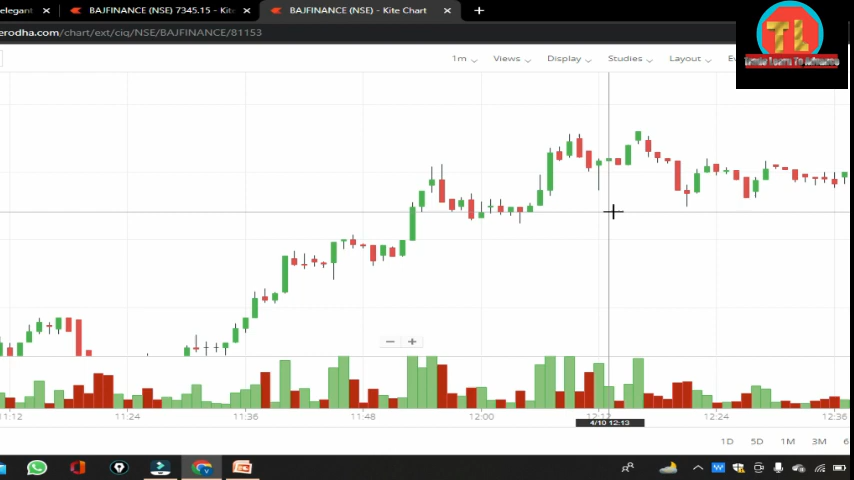 elegant
BAJFINANCE (NSE) 7345.15 - Kite
BAJFINANCE (NSE) - Kite Chart
erodha.com/chart/ext/ciq/NSE/BAJFINANCE/81153
TL
1m Views Display Studies Layout
11:12 11:24 11:36 11:48 12:00 12:12 12:24 12:36
4/10 12:13
1D 5D 1M 3M 6